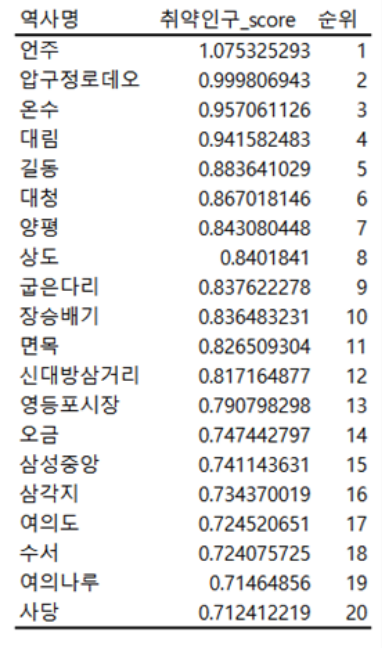 역사명 취약인구_score 순위
언주 1.075325293 1
압구정로데오 0.999806943 2
온수 0.957061126 3
대림 0.941582483 4
길동 0.883641029 5
대청 0.867018146 6
양평 0.843080448 7
상도 0.8401841 8
굽은다리 0.837622278 9
장승배기 0.836483231 10
면목 0.826509304 11
신대방삼거리 0.817164877 12
영등포시장 0.790798298 13
오금 0.747442797 14
삼성중앙 0.741143631 15
삼각지 0.734370019 16
여의도 0.724520651 17
수서 0.724075725 18
여의나루 0.71464856 19
사당 0.712412219 20